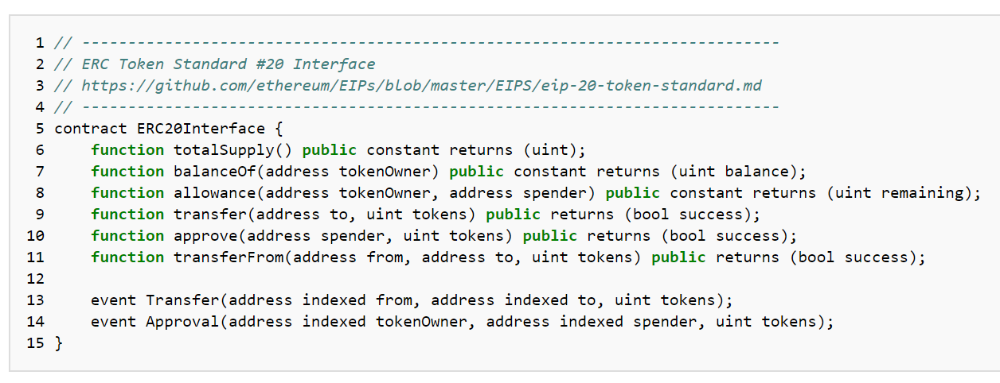 1 // ----------------------------------------------------------------------------
2 // ERC Token Standard #20 Interface
3 // https://github.com/ethereum/EIPs/blob/master/EIPS/eip-20-token-standard.md
4 // ----------------------------------------------------------------------------
5 contract ERC20Interface {
6     function totalSupply() public constant returns (uint);
7     function balanceOf(address tokenOwner) public constant returns (uint balance);
8     function allowance(address tokenOwner, address spender) public constant returns (uint remaining);
9     function transfer(address to, uint tokens) public returns (bool success);
10     function approve(address spender, uint tokens) public returns (bool success);
11     function transferFrom(address from, address to, uint tokens) public returns (bool success);
12
13     event Transfer(address indexed from, address indexed to, uint tokens);
14     event Approval(address indexed tokenOwner, address indexed spender, uint tokens);
15 }